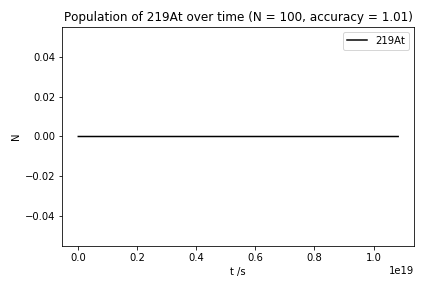 Population of 219At over time (N = 100, accuracy = 1.01)
219At
0.04
0.02
0.00
−0.02
−0.04
N
0.0 0.2 0.4 0.6 0.8 1.0
1e19
t /s